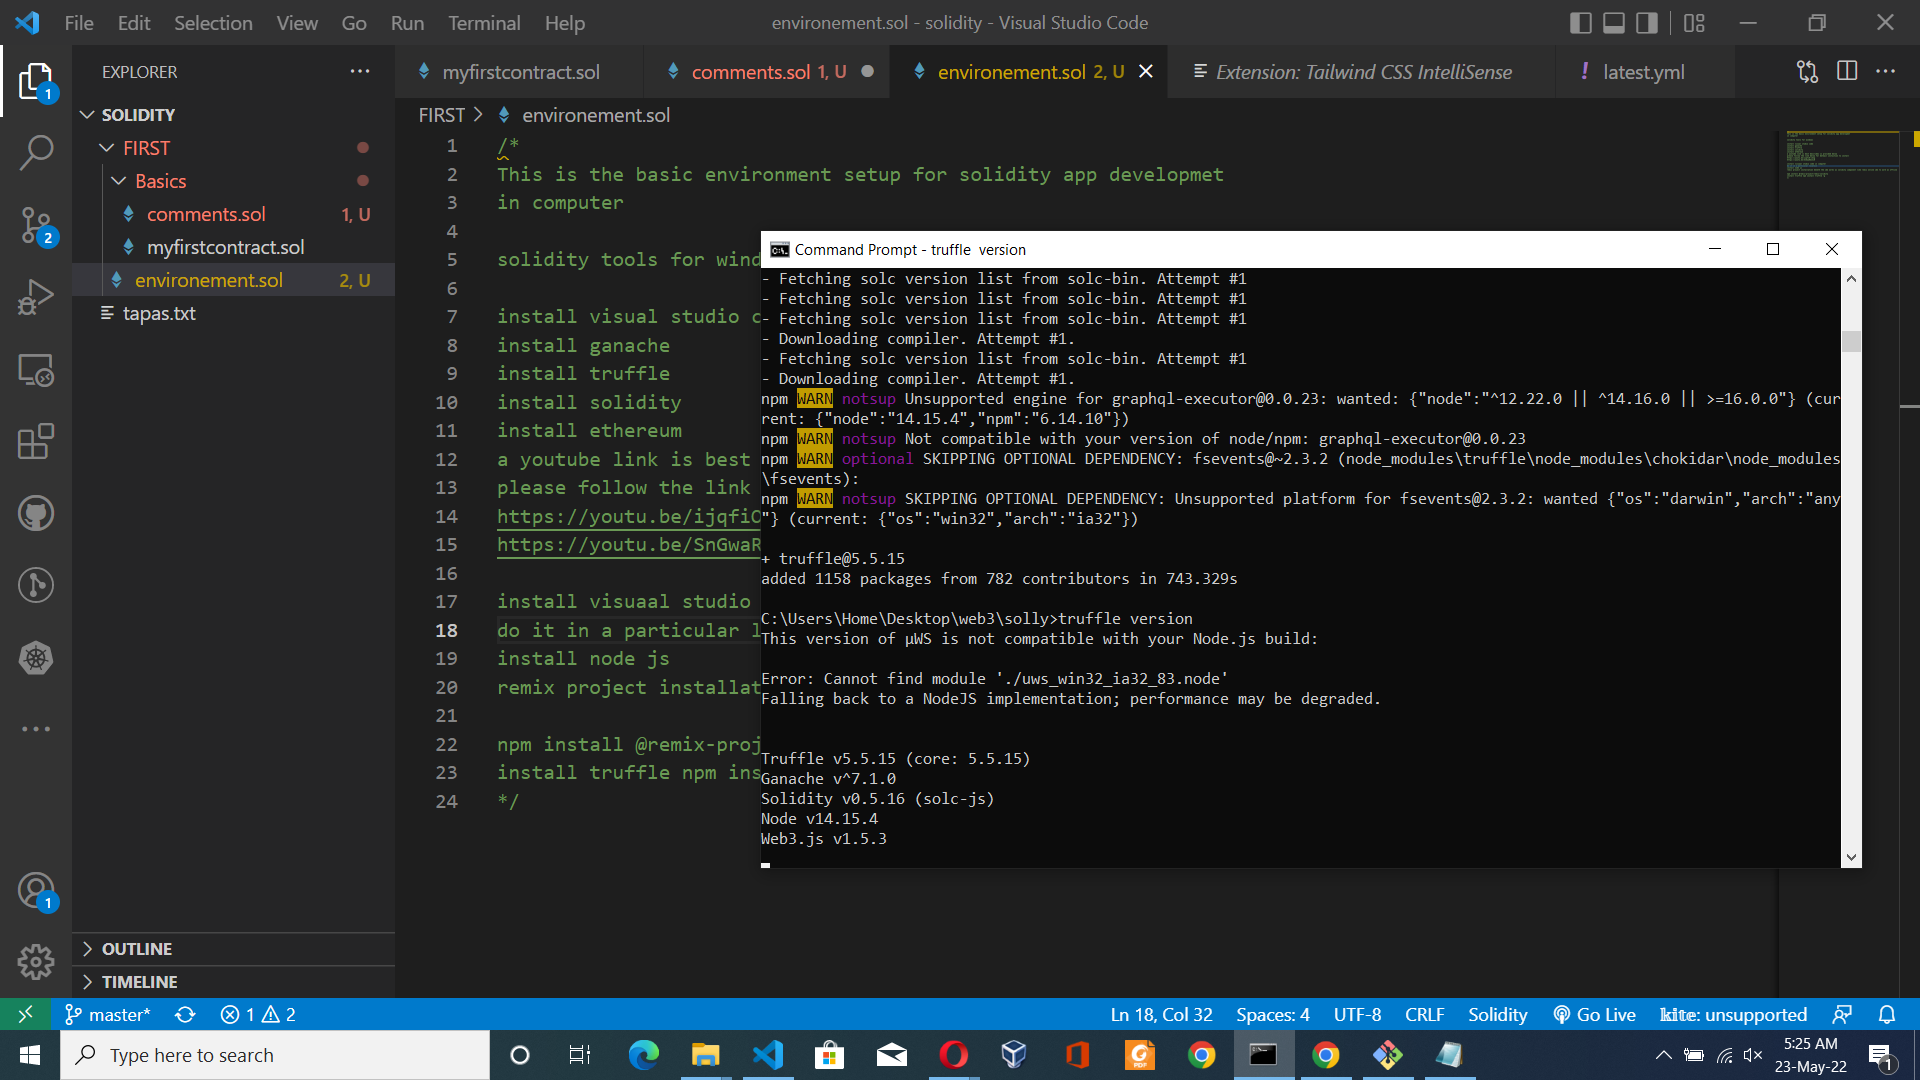 File Edit Selection View Go Run Terminal Help
environement.sol - solidity - Visual Studio Code
EXPLORER
myfirstcontract.sol
comments.sol 1, U
environement.sol 2, U
Extension: Tailwind CSS IntelliSense
! latest.yml
SOLIDITY
FIRST
Basics
comments.sol 1, U
myfirstcontract.sol
environement.sol 2, U
tapas.txt
OUTLINE
TIMELINE
FIRST > environement.sol
1 /*
2 This is the basic environment setup for solidity app developmet
3 in computer
4
5 solidity tools for wind
6
7 install visual studio c
8 install ganache
9 install truffle
10 install solidity
11 install ethereum
12 a youtube link is best
13 please follow the link
14 https://youtu.be/ijqfiO
15 https://youtu.be/SnGwaR
16
17 install visuaal studio
18 do it in a particular l
19 install node js
20 remix project installat
21
22 npm install @remix-proj
23 install truffle npm ins
24 */
Command Prompt - truffle  version
- Fetching solc version list from solc-bin. Attempt #1
- Fetching solc version list from solc-bin. Attempt #1
- Fetching solc version list from solc-bin. Attempt #1
- Downloading compiler. Attempt #1.
- Fetching solc version list from solc-bin. Attempt #1
- Downloading compiler. Attempt #1.
npm WARN notsup Unsupported engine for graphql-executor@0.0.23: wanted: {"node":"^12.22.0 || ^14.16.0 || >=16.0.0"} (cur
rent: {"node":"14.15.4","npm":"6.14.10"})
npm WARN notsup Not compatible with your version of node/npm: graphql-executor@0.0.23
npm WARN optional SKIPPING OPTIONAL DEPENDENCY: fsevents@~2.3.2 (node_modules\truffle\node_modules\chokidar\node_modules
\fsevents):
npm WARN notsup SKIPPING OPTIONAL DEPENDENCY: Unsupported platform for fsevents@2.3.2: wanted {"os":"darwin","arch":"any
"} (current: {"os":"win32","arch":"ia32"})
+ truffle@5.5.15
added 1158 packages from 782 contributors in 743.329s
C:\Users\Home\Desktop\web3\solly>truffle version
This version of µWS is not compatible with your Node.js build:
Error: Cannot find module './uws_win32_ia32_83.node'
Falling back to a NodeJS implementation; performance may be degraded.
Truffle v5.5.15 (core: 5.5.15)
Ganache v^7.1.0
Solidity v0.5.16 (solc-js)
Node v14.15.4
Web3.js v1.5.3
master* 1 2
Ln 18, Col 32 Spaces: 4 UTF-8 CRLF Solidity Go Live kite: unsupported
Type here to search
5:25 AM
23-May-22
1